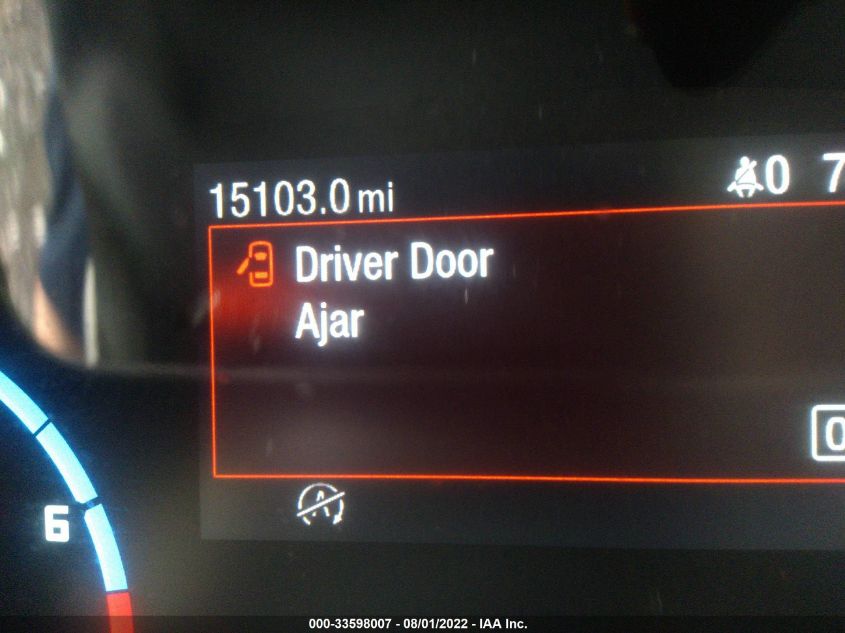 15103.0 mi
0
Driver Door
Ajar
6
000-33598007 - 08/01/2022 - IAA Inc.